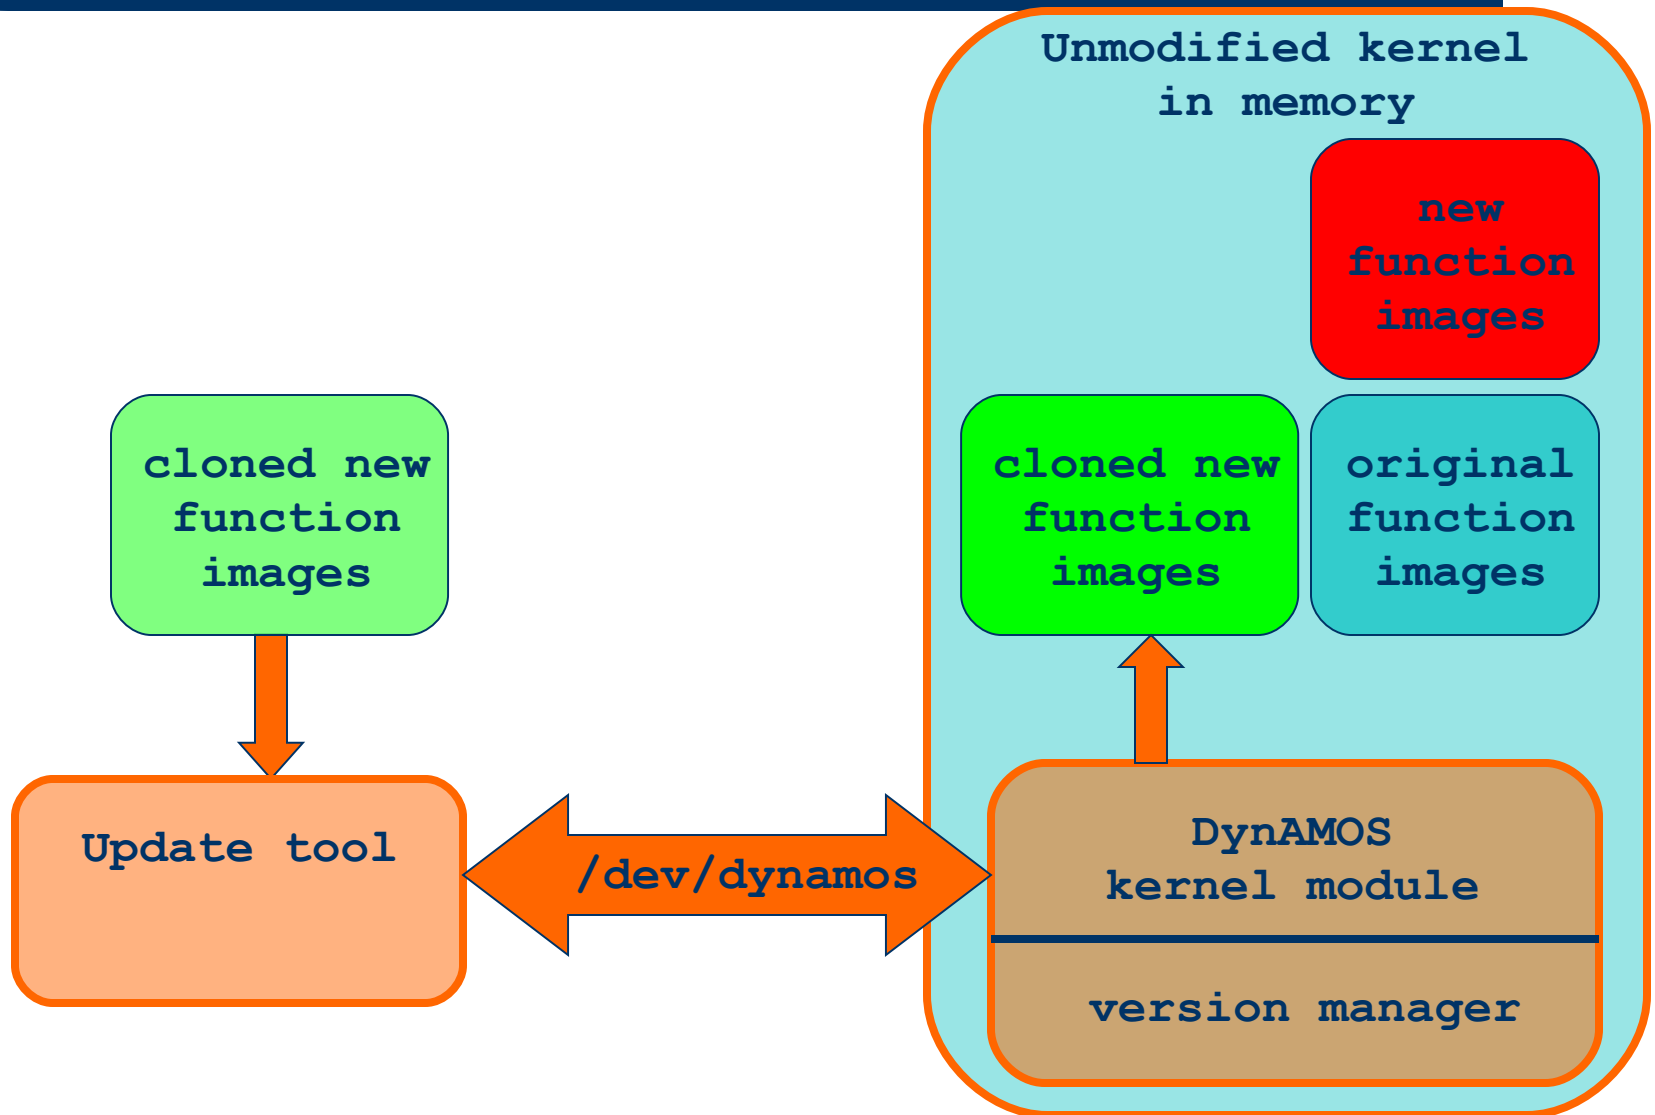 Unmodified kernel
in memory
new
function
images
cloned new
function
images
cloned new
function
images
original
function
images
Update tool
/dev/dynamos
DynAMOS
kernel module
version manager